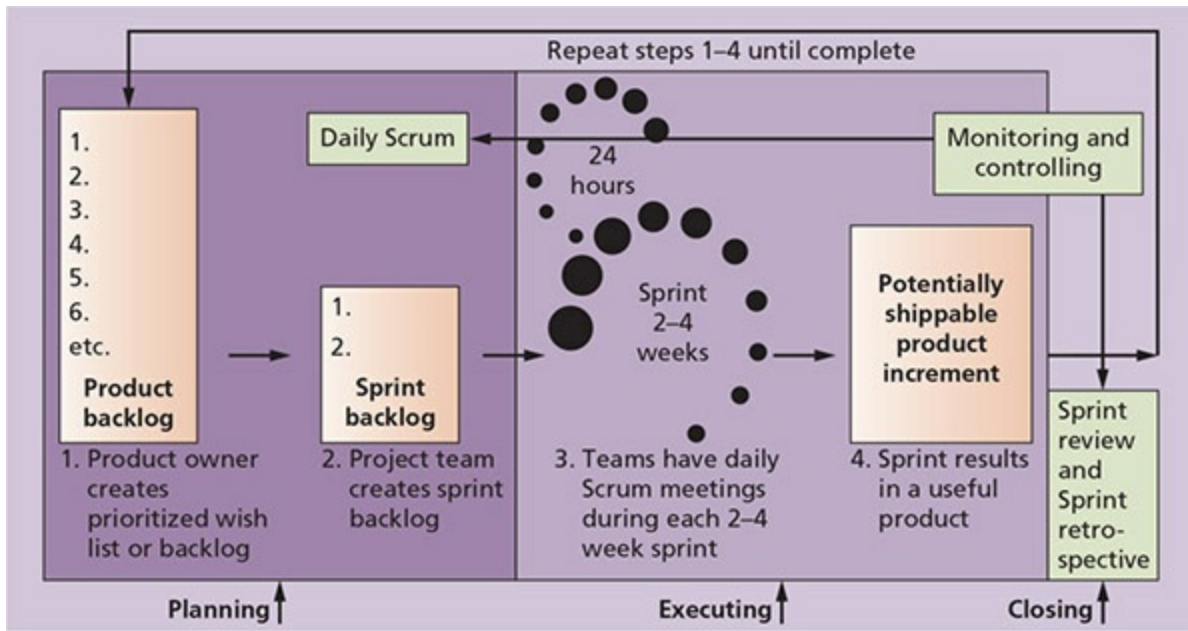 Repeat steps 1–4 until complete
1.
2.
3.
4.
5.
6.
etc.
Product
backlog
1. Product owner
creates
prioritized wish
list or backlog
Daily Scrum
1.
2.
Sprint
backlog
2. Project team
creates sprint
backlog
24
hours
Sprint
2–4
weeks
3. Teams have daily
Scrum meetings
during each 2–4
week sprint
Monitoring and
controlling
Potentially
shippable
product
increment
4. Sprint results
in a useful
product
Sprint
review
and
Sprint
retro-
spective
Planning
Executing
Closing